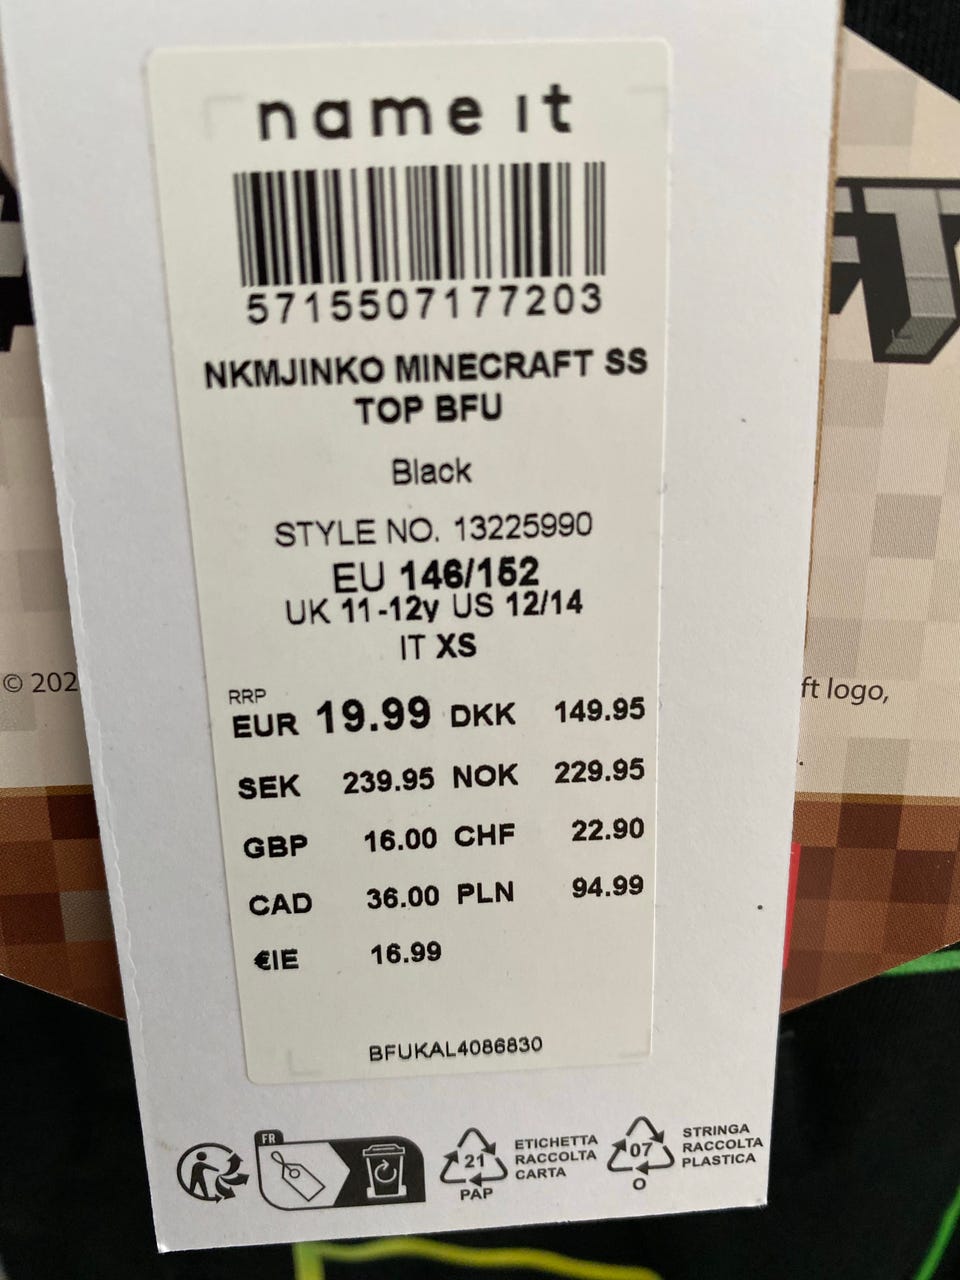 name it
5715507177203
NKMJINKO MINECRAFT SS
TOP BFU
Black
STYLE NO. 13225990
EU 146/152
UK 11-12y US 12/14
IT XS
RRP
EUR 19.99 DKK 149.95
SEK 239.95 NOK 229.95
GBP 16.00 CHF 22.90
CAD 36.00 PLN 94.99
€IE 16.99
BFUKAL4086830
© 202
ft logo,
FR
21
PAP
ETICHETTA
RACCOLTA
CARTA
07
O
STRINGA
RACCOLTA
PLASTICA